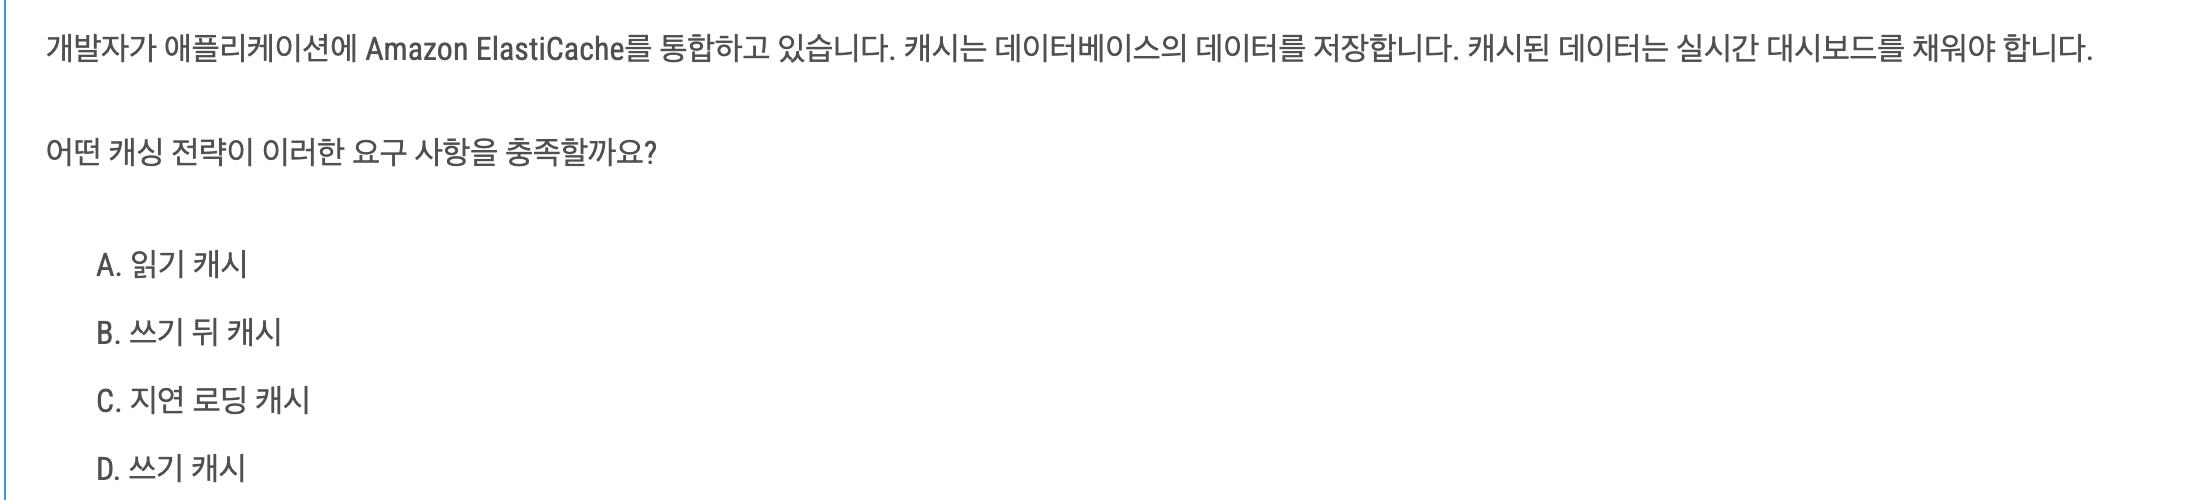 개발자가 애플리케이션에 Amazon ElastiCache를 통합하고 있습니다. 캐시는 데이터베이스의 데이터를 저장합니다. 캐시된 데이터는 실시간 대시보드를 채워야 합니다.
어떤 캐싱 전략이 이러한 요구 사항을 충족할까요?
A. 읽기 캐시
B. 쓰기 뒤 캐시
C. 지연 로딩 캐시
D. 쓰기 캐시